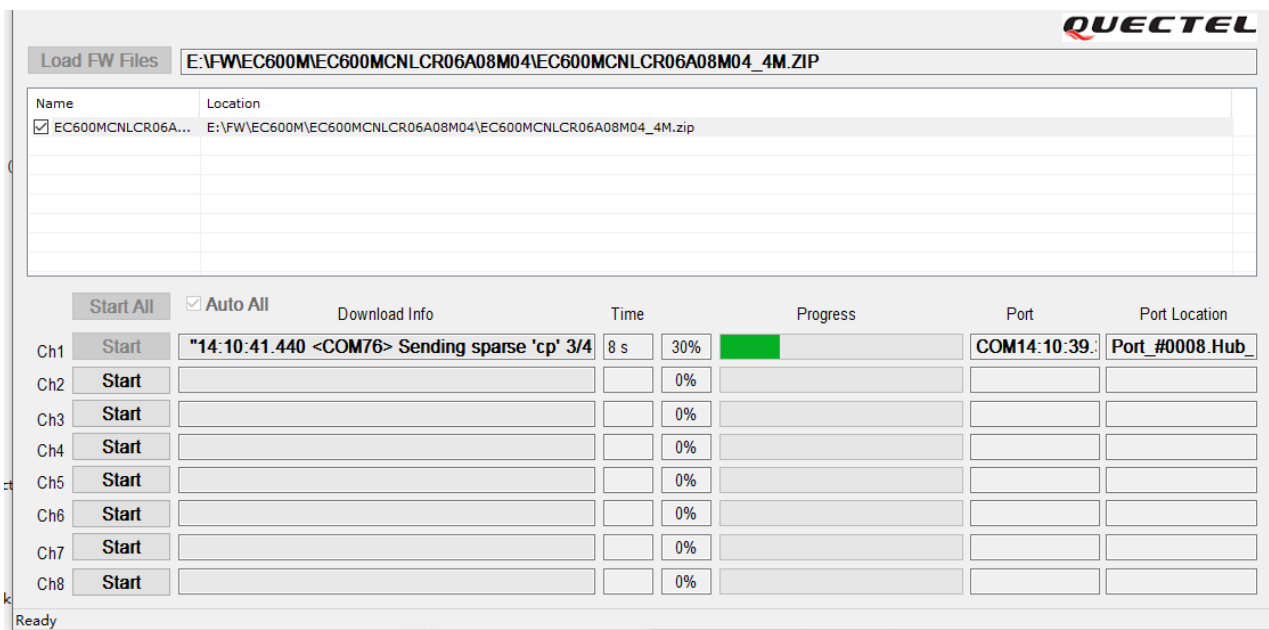 QUECTEL
Load FW Files E:\FW\EC600M\EC600MCNLCR06A08M04\EC600MCNLCR06A08M04_4M.ZIP
Name Location
EC600MCNLCR06A... E:\FW\EC600M\EC600MCNLCR06A08M04\EC600MCNLCR06A08M04_4M.zip
Start All Auto All Download Info Time Progress Port Port Location
Ch1 Start "14:10:41.440 <COM76> Sending sparse 'cp' 3/4 8 s 30% COM14:10:39. Port_#0008.Hub_
Ch2 Start 0%
Ch3 Start 0%
Ch4 Start 0%
Ch5 Start 0%
Ch6 Start 0%
Ch7 Start 0%
Ch8 Start 0%
Ready